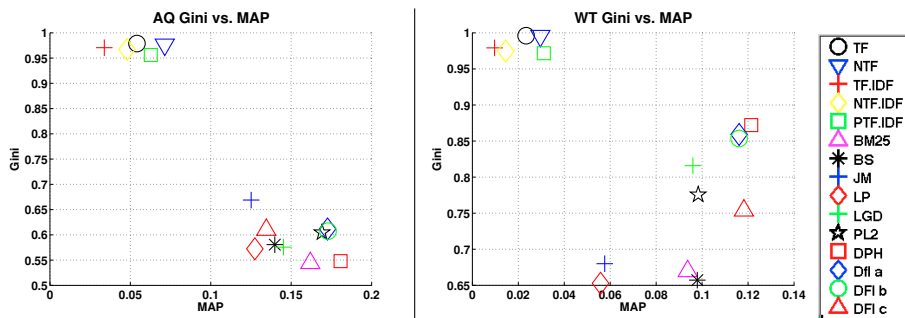 AQ Gini vs. MAP
1
0.95
0.9
0.85
0.8
0.75
0.7
0.65
0.6
0.55
0.5
Gini
0 0.05 0.1 0.15 0.2
MAP
WT Gini vs. MAP
1
0.95
0.9
0.85
0.8
0.75
0.7
0.65
Gini
0 0.02 0.04 0.06 0.08 0.1 0.12 0.14
MAP
TF
NTF
TF.IDF
NTF.IDF
PTF.IDF
BM25
BS
JM
LP
LGD
PL2
DPH
DfI a
DFI b
DFI c